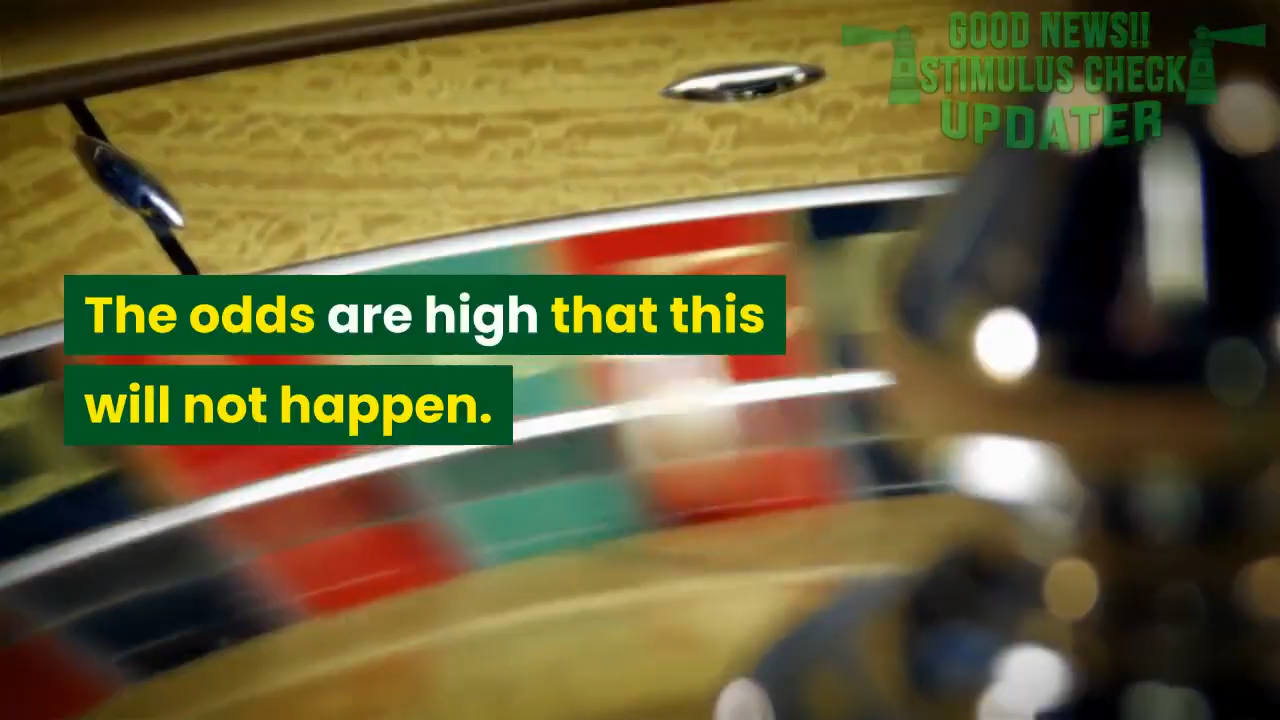 GOOD NEWS!!
STIMULUS CHECK
UPDATER
The odds are high that this
will not happen.